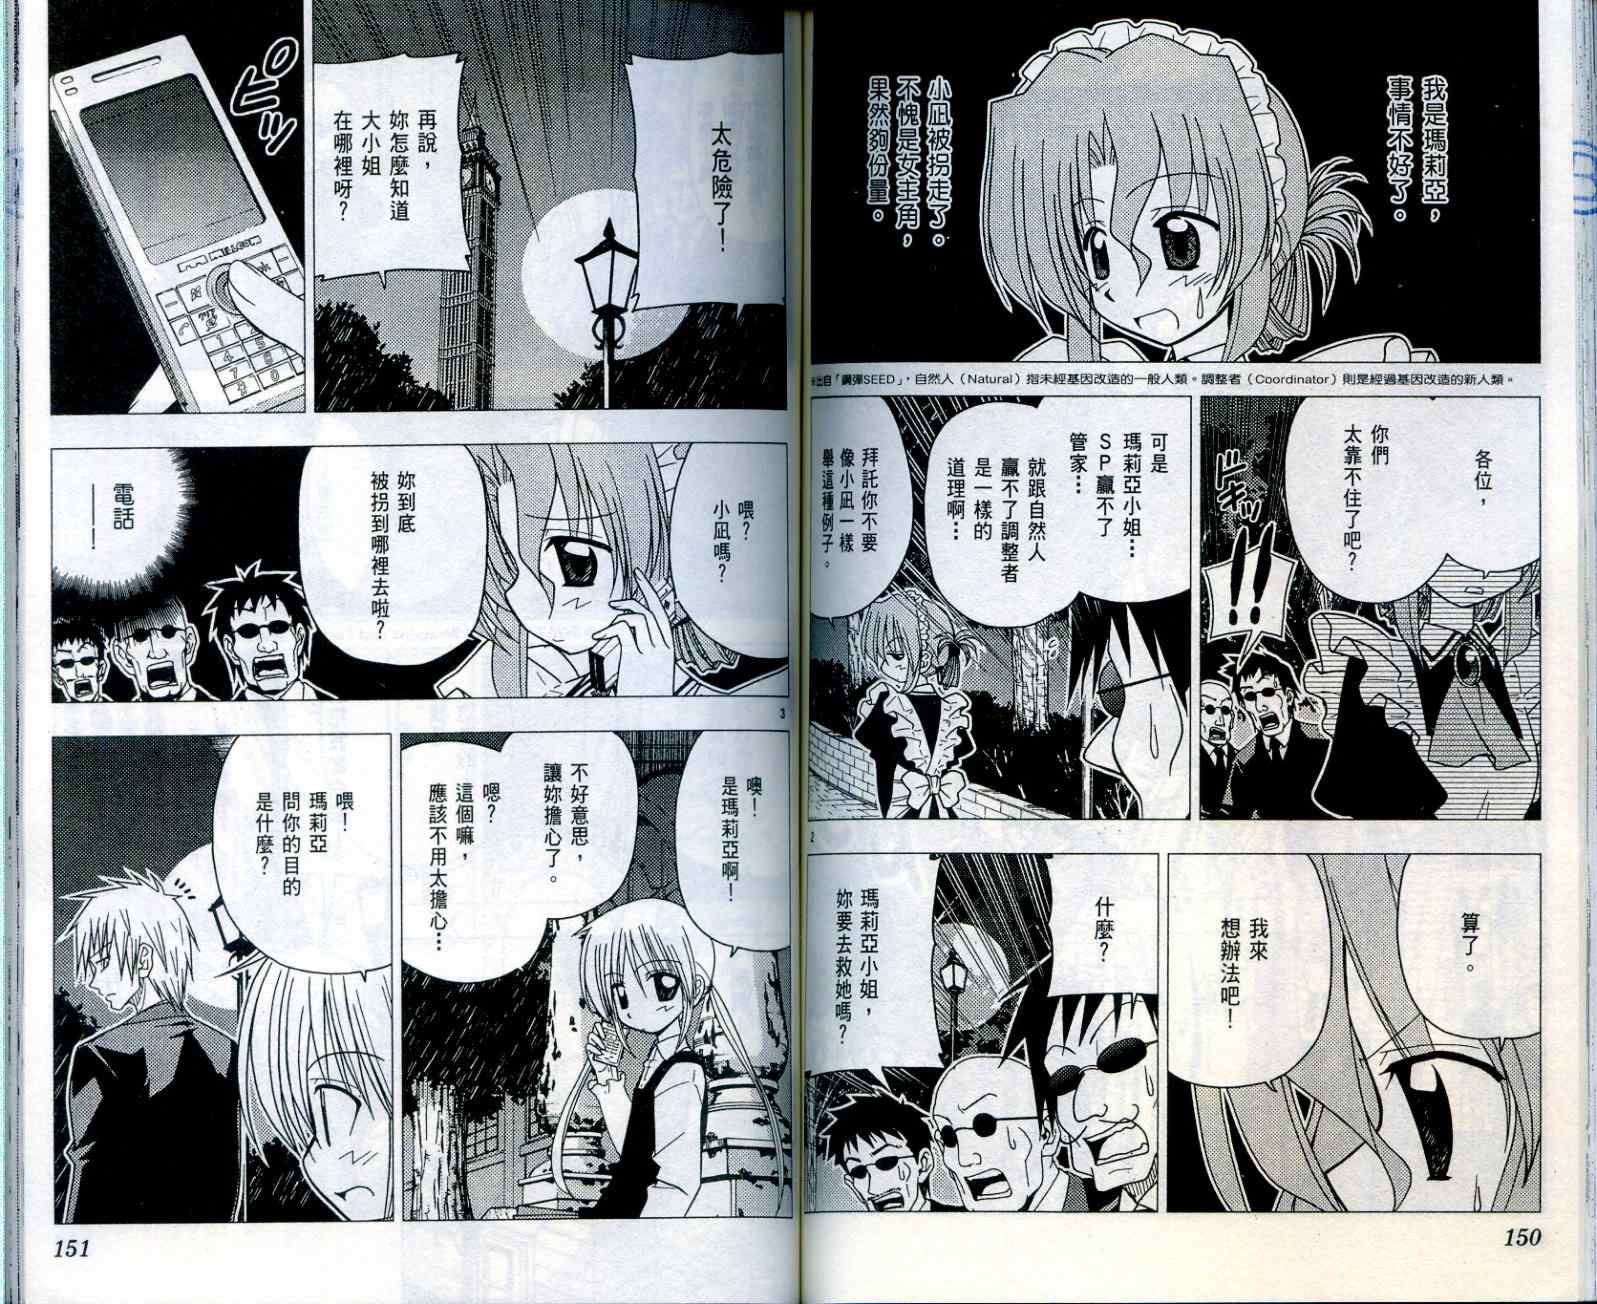 我是瑪莉亞，
事情不好了。
小凪被拐走了。
不愧是女主角，
果然夠份量。
※出自「鋼彈SEED」，自然人（Natural）指未經基因改造的一般人類。調整者（Coordinator）則是經過基因改造的新人類。
各位，
你們
太靠不住了吧？
ドキッ
!!
可是
瑪莉亞小姐…
SP贏不了
管家…
就跟自然人
贏不了調整者
是一樣的
道理啊…
拜託你不要
像小凪一樣
舉這種例子。
2
算了。
我來
想辦法吧！
什麼？
瑪莉亞小姐，
妳要去救她嗎？
150
太危險了！
再說，
妳怎麼知道
大小姐
在哪裡呀？
ピピッ
WILLCOM
喂？
小凪嗎？
妳到底
被拐到哪裡去啦？
電話
——！
3
噢！
是瑪莉亞啊！
不好意思，
讓妳擔心了。
嗯？
這個嘛，
應該不用太擔心…
喂！
瑪莉亞
問你的目的
是什麼？
151